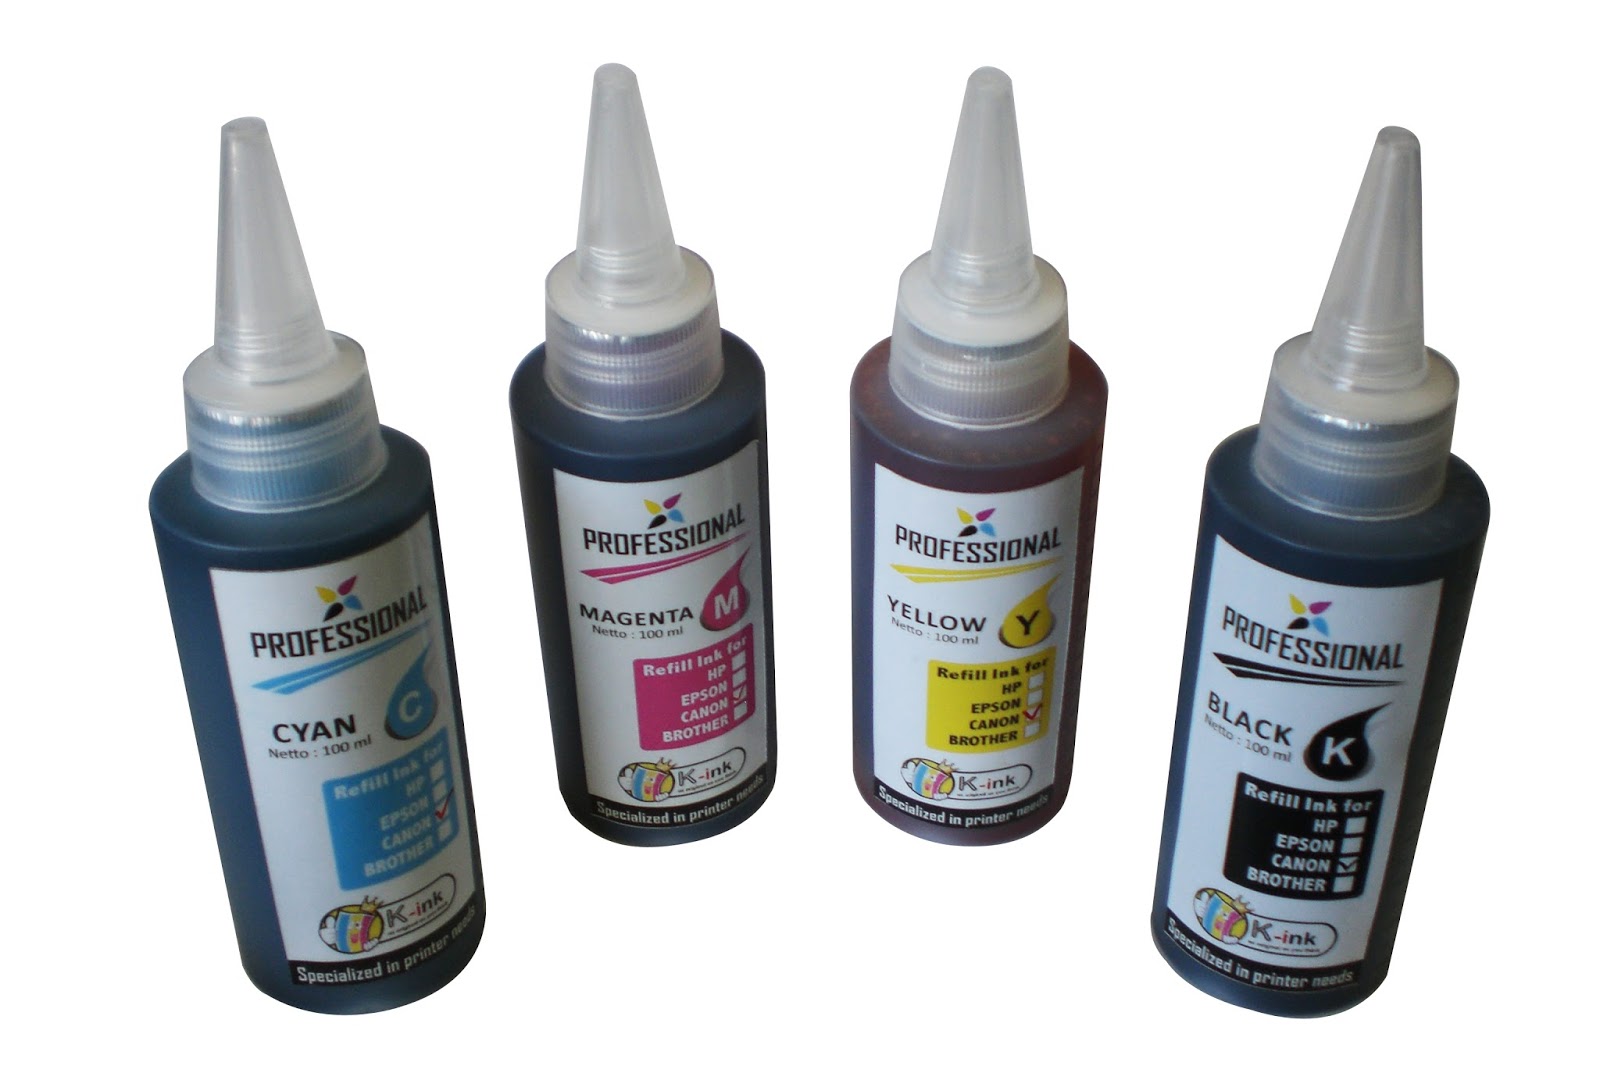 PROFESSIONAL
CYAN
C
Netto : 100 ml
Refill Ink for
HP
EPSON
CANON
BROTHER
K-ink
Specialized in printer needs
PROFESSIONAL
MAGENTA
M
Netto : 100 ml
Refill Ink for
HP
EPSON
CANON
BROTHER
K-ink
Specialized in printer needs
PROFESSIONAL
YELLOW
Y
Netto : 100 ml
Refill Ink for
HP
EPSON
CANON
BROTHER
K-ink
Specialized in printer needs
PROFESSIONAL
BLACK
K
Netto : 100 ml
Refill Ink for
HP
EPSON
CANON
BROTHER
K-ink
Specialized in printer needs